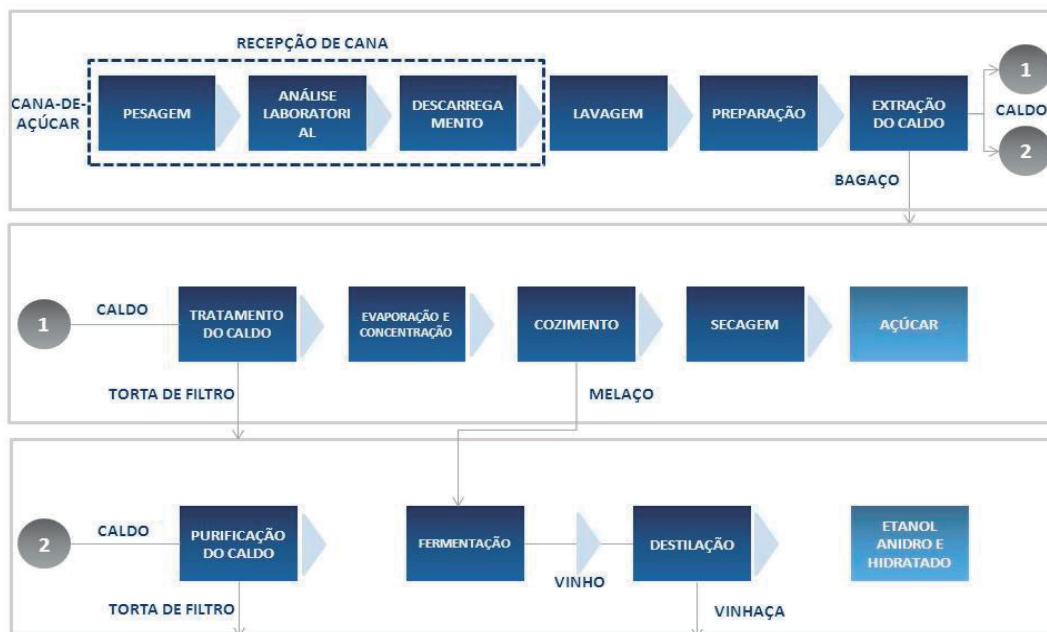 RECEPÇÃO DE CANA
CANA-DE-
AÇÚCAR
PESAGEM
ANÁLISE
LABORATORI
AL
DESCARREGA
MENTO
LAVAGEM
PREPARAÇÃO
EXTRAÇÃO
DO CALDO
1
CALDO
2
BAGAÇO
1
CALDO
TRATAMENTO
DO CALDO
EVAPORAÇÃO E
CONCENTRAÇÃO
COZIMENTO
SECAGEM
AÇÚCAR
TORTA DE FILTRO
MELAÇO
2
CALDO
PURIFICAÇÃO
DO CALDO
FERMENTAÇÃO
VINHO
DESTILAÇÃO
ETANOL
ANIDRO E
HIDRATADO
TORTA DE FILTRO
VINHAÇA